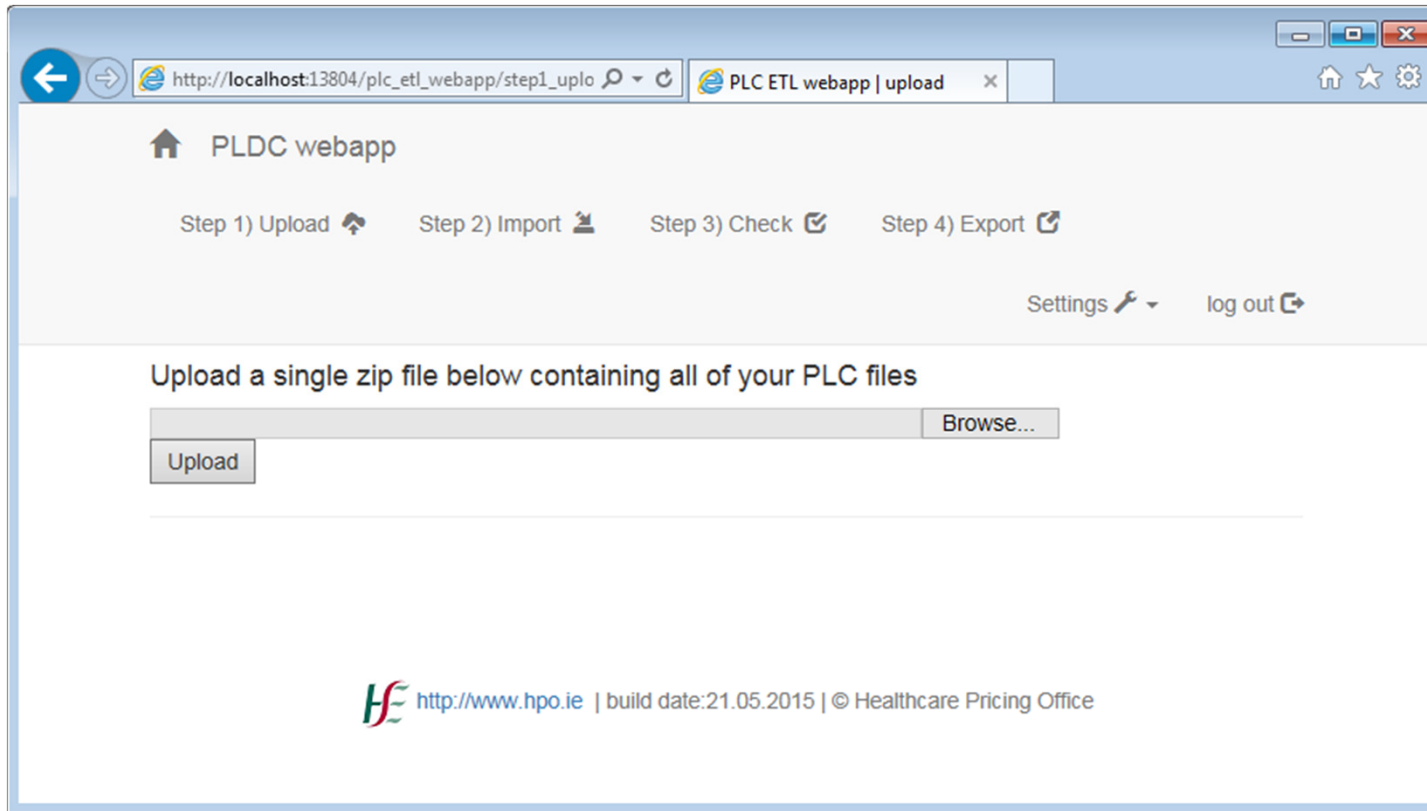 http://localhost:13804/plc_etl_webapp/step1_uplo
PLC ETL webapp | upload
PLDC webapp
Step 1) Upload
Step 2) Import
Step 3) Check
Step 4) Export
Settings
log out
Upload a single zip file below containing all of your PLC files
Browse...
Upload
HSE http://www.hpo.ie | build date:21.05.2015 | © Healthcare Pricing Office